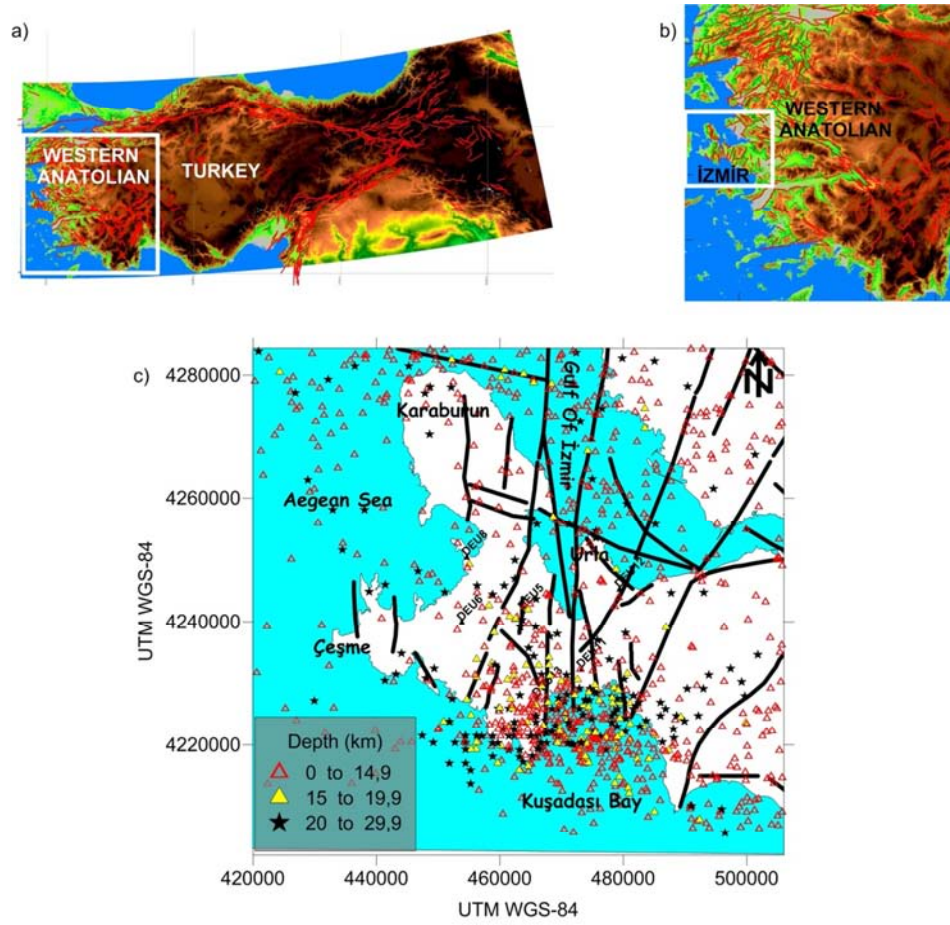 a)
WESTERN
ANATOLIAN
TURKEY
b)
WESTERN
ANATOLIAN
İZMİR
c)
Karaburun
Gulf Of İzmir
N
Aegean Sea
Urla
DEU8
DEU5
DEU6
Çeşme
Kuşadası Bay
Depth (km)
0 to 14,9
15 to 19,9
20 to 29,9
4280000
4260000
4240000
4220000
UTM WGS-84
420000 440000 460000 480000 500000
UTM WGS-84